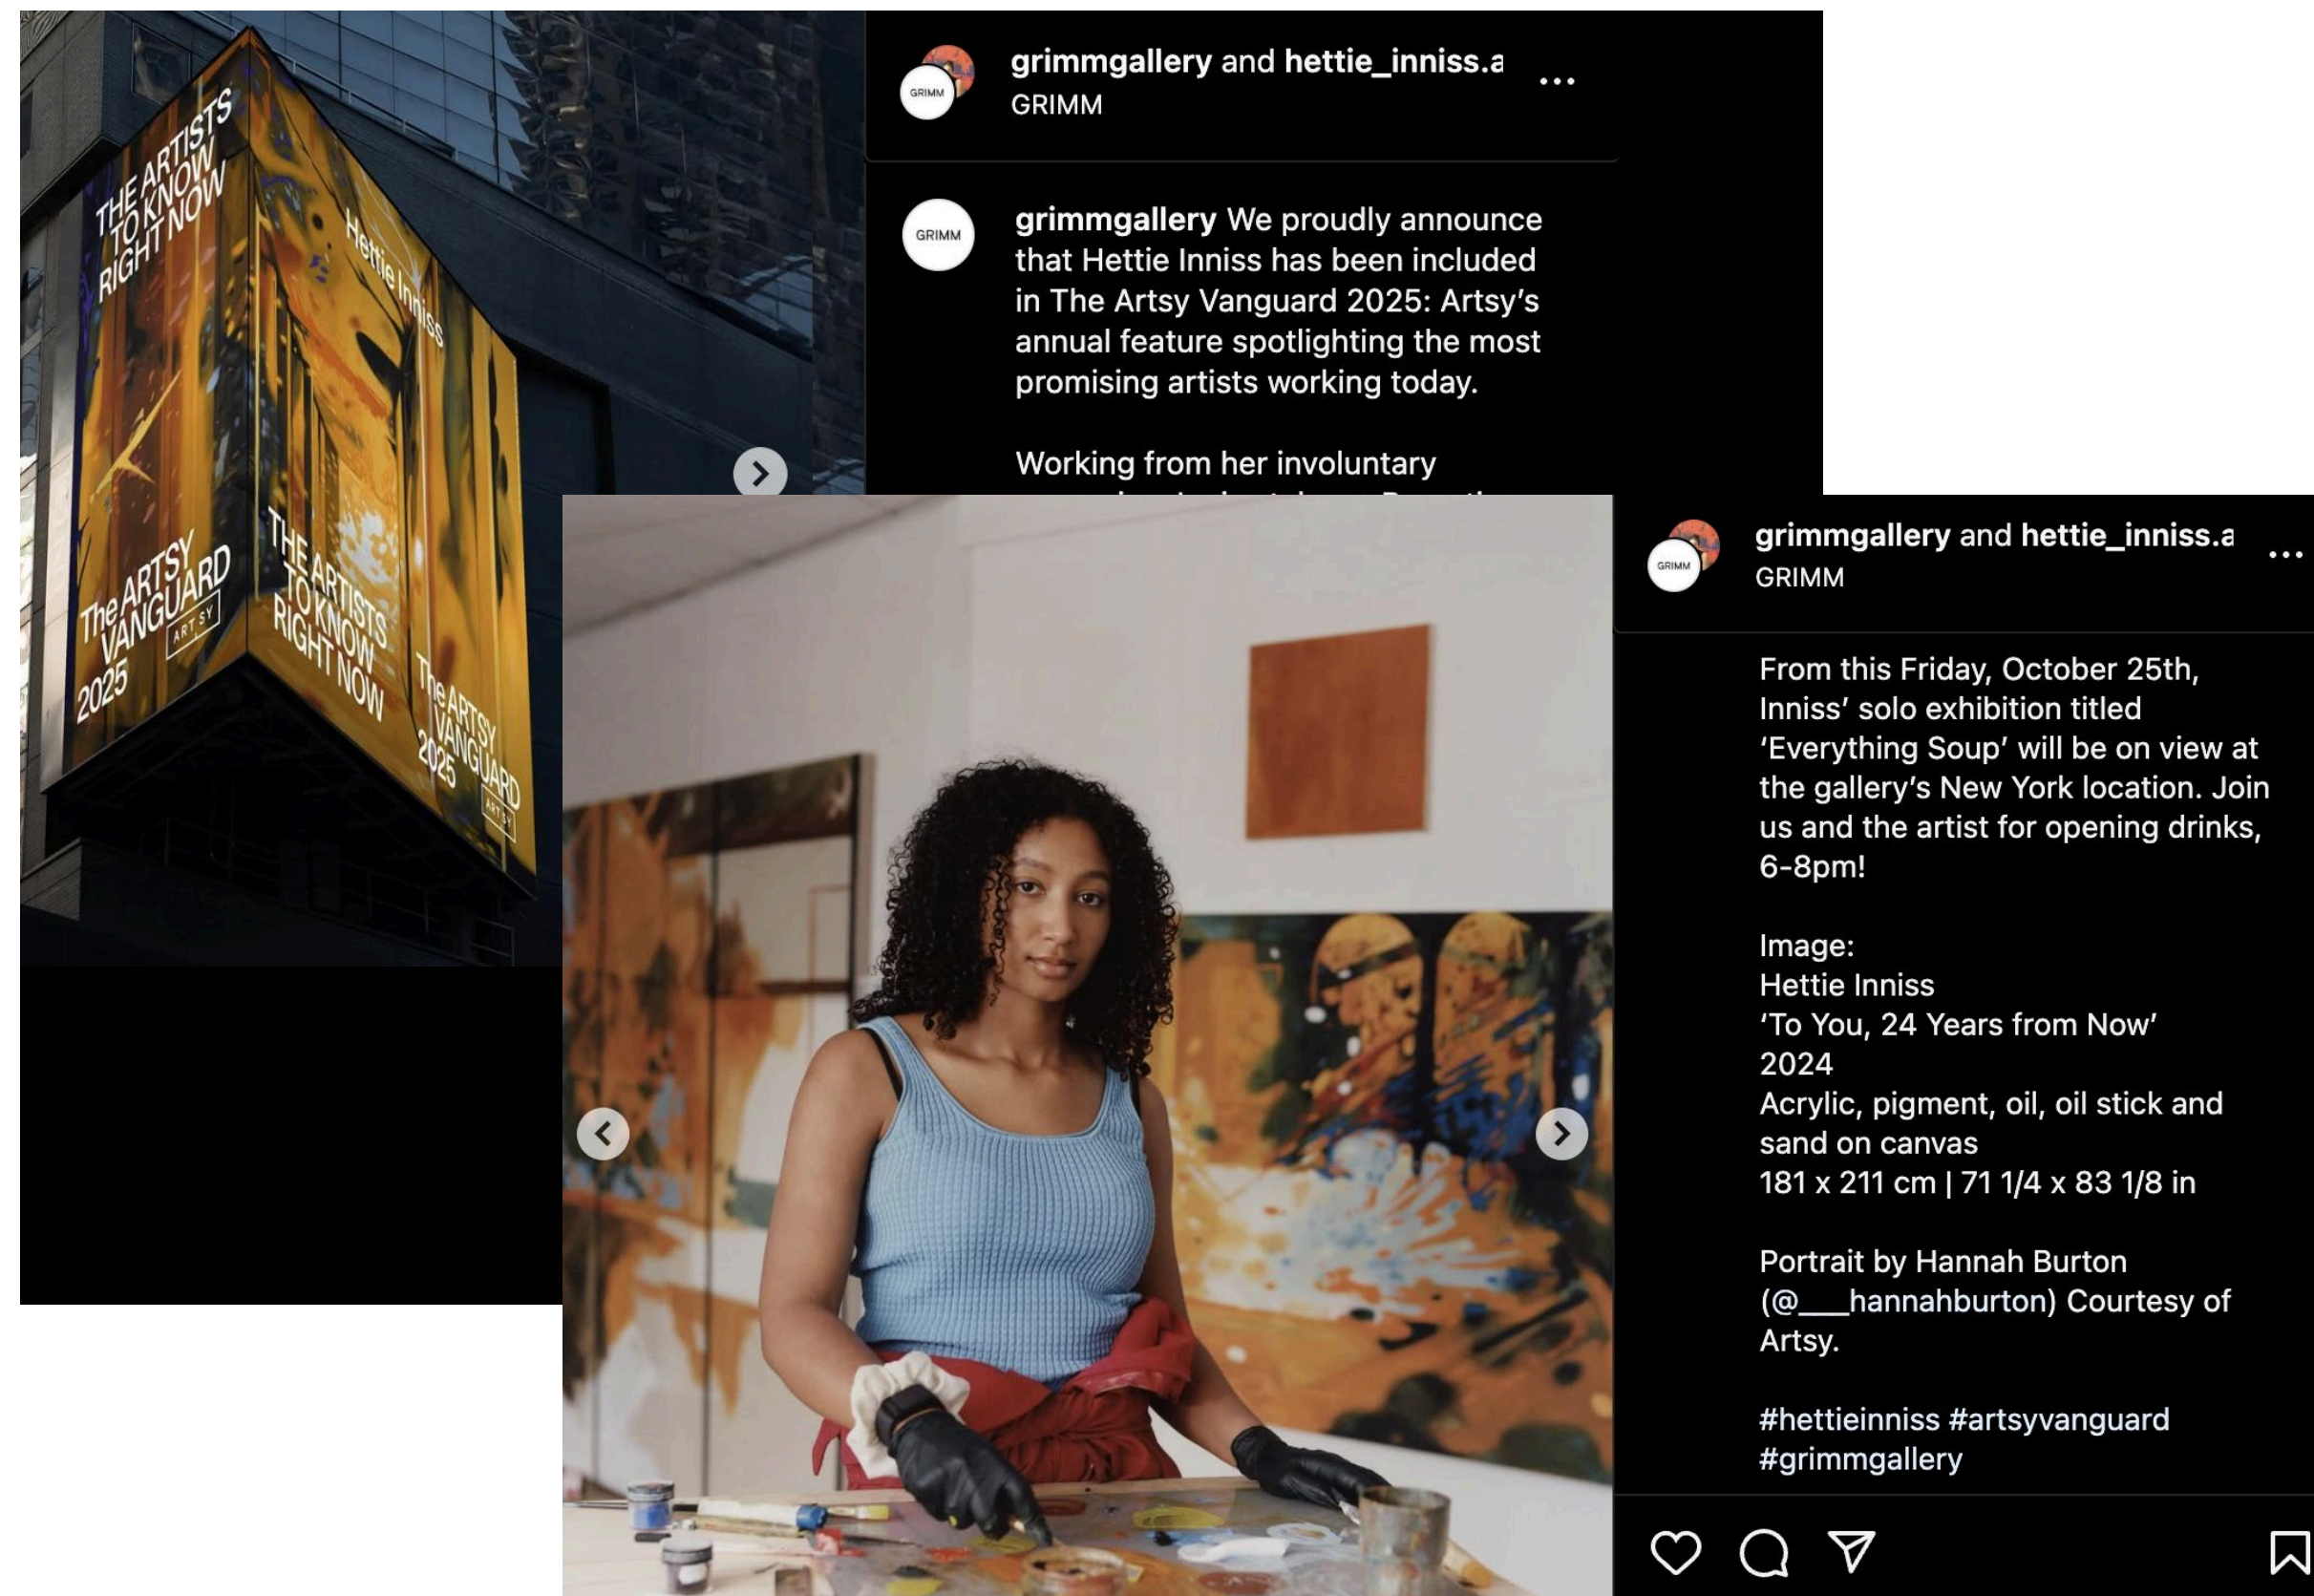 THE ARTISTS
TO KNOW
RIGHT NOW
The ARTSY
VANGUARD
2025
ARTSY
Hettie Inniss
THE ARTISTS
TO KNOW
RIGHT NOW
The ARTSY
VANGUARD
2025
ARTSY
GRIMM
grimmgallery and hettie_inniss.a
GRIMM
...
GRIMM
grimmgallery We proudly announce
that Hettie Inniss has been included
in The Artsy Vanguard 2025: Artsy’s
annual feature spotlighting the most
promising artists working today.
Working from her involuntary
GRIMM
grimmgallery and hettie_inniss.a
GRIMM
...
From this Friday, October 25th,
Inniss’ solo exhibition titled
‘Everything Soup’ will be on view at
the gallery’s New York location. Join
us and the artist for opening drinks,
6-8pm!
Image:
Hettie Inniss
‘To You, 24 Years from Now’
2024
Acrylic, pigment, oil, oil stick and
sand on canvas
181 x 211 cm | 71 1/4 x 83 1/8 in
Portrait by Hannah Burton
(@___hannahburton) Courtesy of
Artsy.
#hettieinniss #artsyvanguard
#grimmgallery